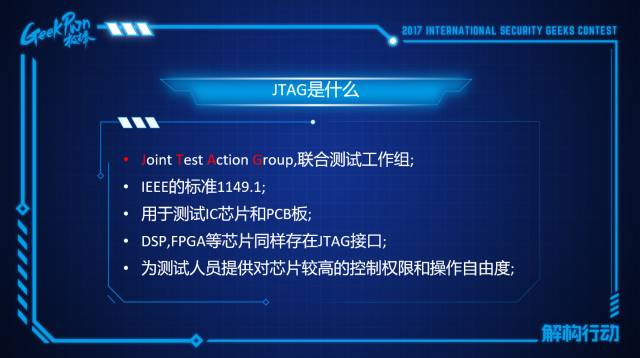 GeekPwn
极棒
2017 INTERNATIONAL SECURITY GEEKS CONTEST
JTAG是什么
• Joint Test Action Group,联合测试工作组;
• IEEE的标准1149.1;
• 用于测试IC芯片和PCB板;
• DSP,FPGA等芯片同样存在JTAG接口;
• 为测试人员提供对芯片较高的控制权限和操作自由度;
解构行动